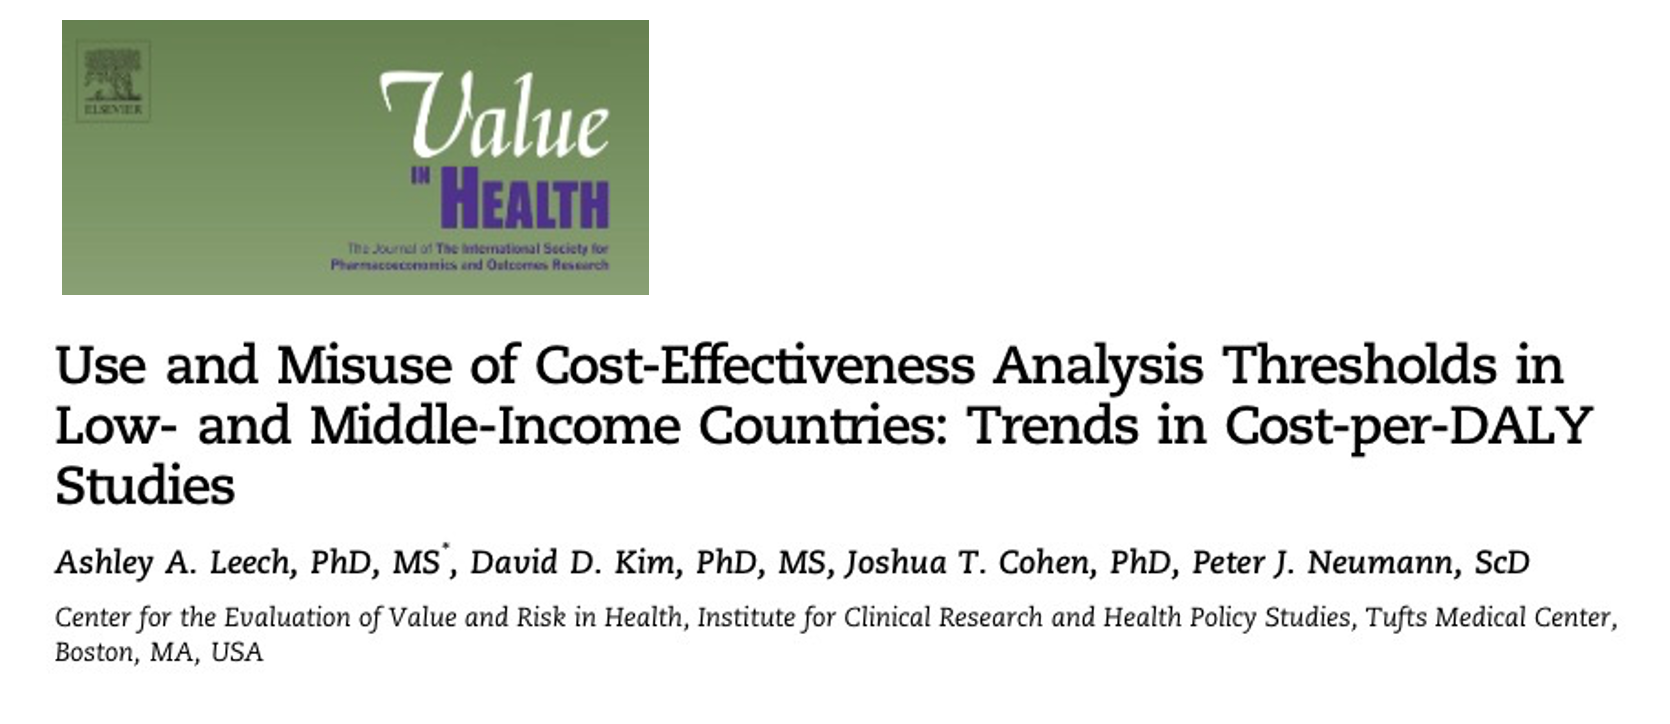 ELSEVIER
Value
IN HEALTH
The Journal of The International Society for
Pharmacoeconomics and Outcomes Research
Use and Misuse of Cost-Effectiveness Analysis Thresholds in
Low- and Middle-Income Countries: Trends in Cost-per-DALY
Studies
Ashley A. Leech, PhD, MS*, David D. Kim, PhD, MS, Joshua T. Cohen, PhD, Peter J. Neumann, ScD
Center for the Evaluation of Value and Risk in Health, Institute for Clinical Research and Health Policy Studies, Tufts Medical Center,
Boston, MA, USA